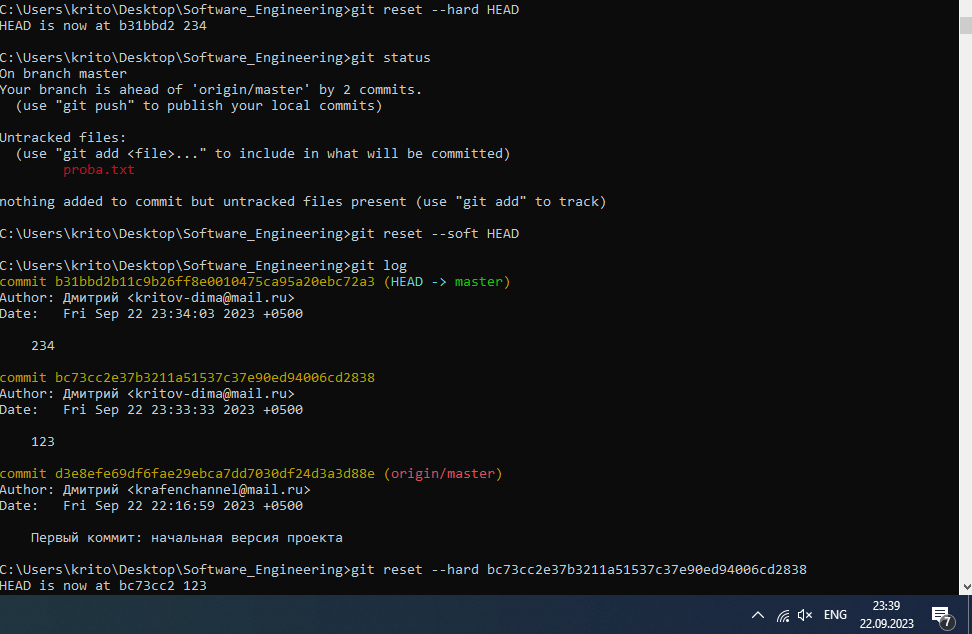 C:\Users\krito\Desktop\Software_Engineering>git reset --hard HEAD
HEAD is now at b31bbd2 234
C:\Users\krito\Desktop\Software_Engineering>git status
On branch master
Your branch is ahead of 'origin/master' by 2 commits.
(use "git push" to publish your local commits)
Untracked files:
(use "git add <file>..." to include in what will be committed)
proba.txt
nothing added to commit but untracked files present (use "git add" to track)
C:\Users\krito\Desktop\Software_Engineering>git reset --soft HEAD
C:\Users\krito\Desktop\Software_Engineering>git log
commit b31bbd2b11c9b26ff8e0010475ca95a20ebc72a3 (HEAD -> master)
Author: Дмитрий <kritov-dima@mail.ru>
Date:   Fri Sep 22 23:34:03 2023 +0500
234
commit bc73cc2e37b3211a51537c37e90ed94006cd2838
Author: Дмитрий <kritov-dima@mail.ru>
Date:   Fri Sep 22 23:33:33 2023 +0500
123
commit d3e8efe69df6fae29ebca7dd7030df24d3a3d88e (origin/master)
Author: Дмитрий <krafenchannel@mail.ru>
Date:   Fri Sep 22 22:16:59 2023 +0500
Первый коммит: начальная версия проекта
C:\Users\krito\Desktop\Software_Engineering>git reset --hard bc73cc2e37b3211a51537c37e90ed94006cd2838
HEAD is now at bc73cc2 123
ENG
23:39
22.09.2023
7